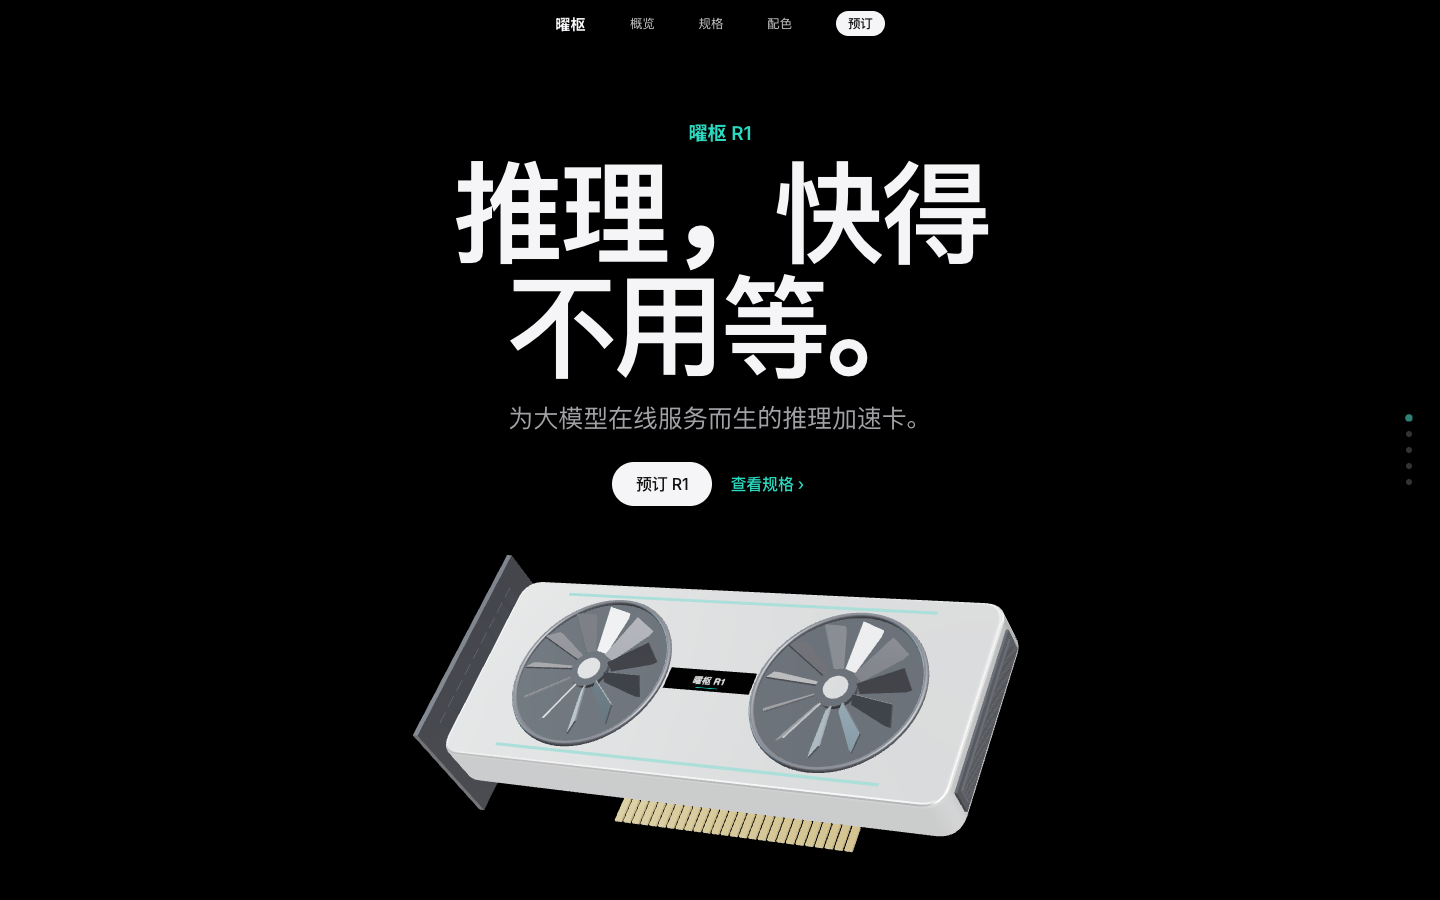 曜枢
概览
规格
配色
预订
曜枢 R1
推理，快得
不用等。
为大模型在线服务而生的推理加速卡。
预订 R1
查看规格 ›
曜枢 R1